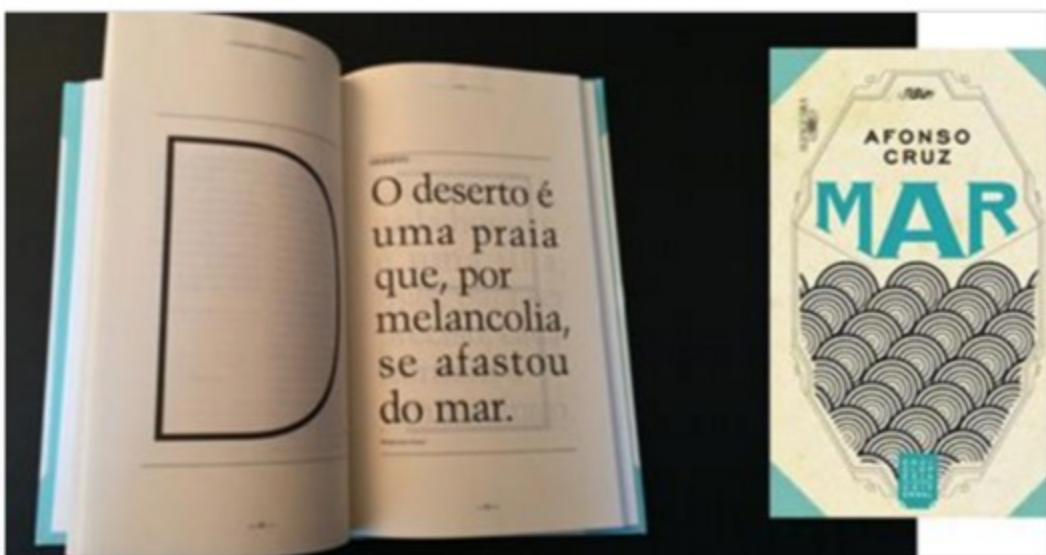 D
O deserto é
uma praia
que, por
melancolia,
se afastou
do mar.
AFONSO
CRUZ
MAR